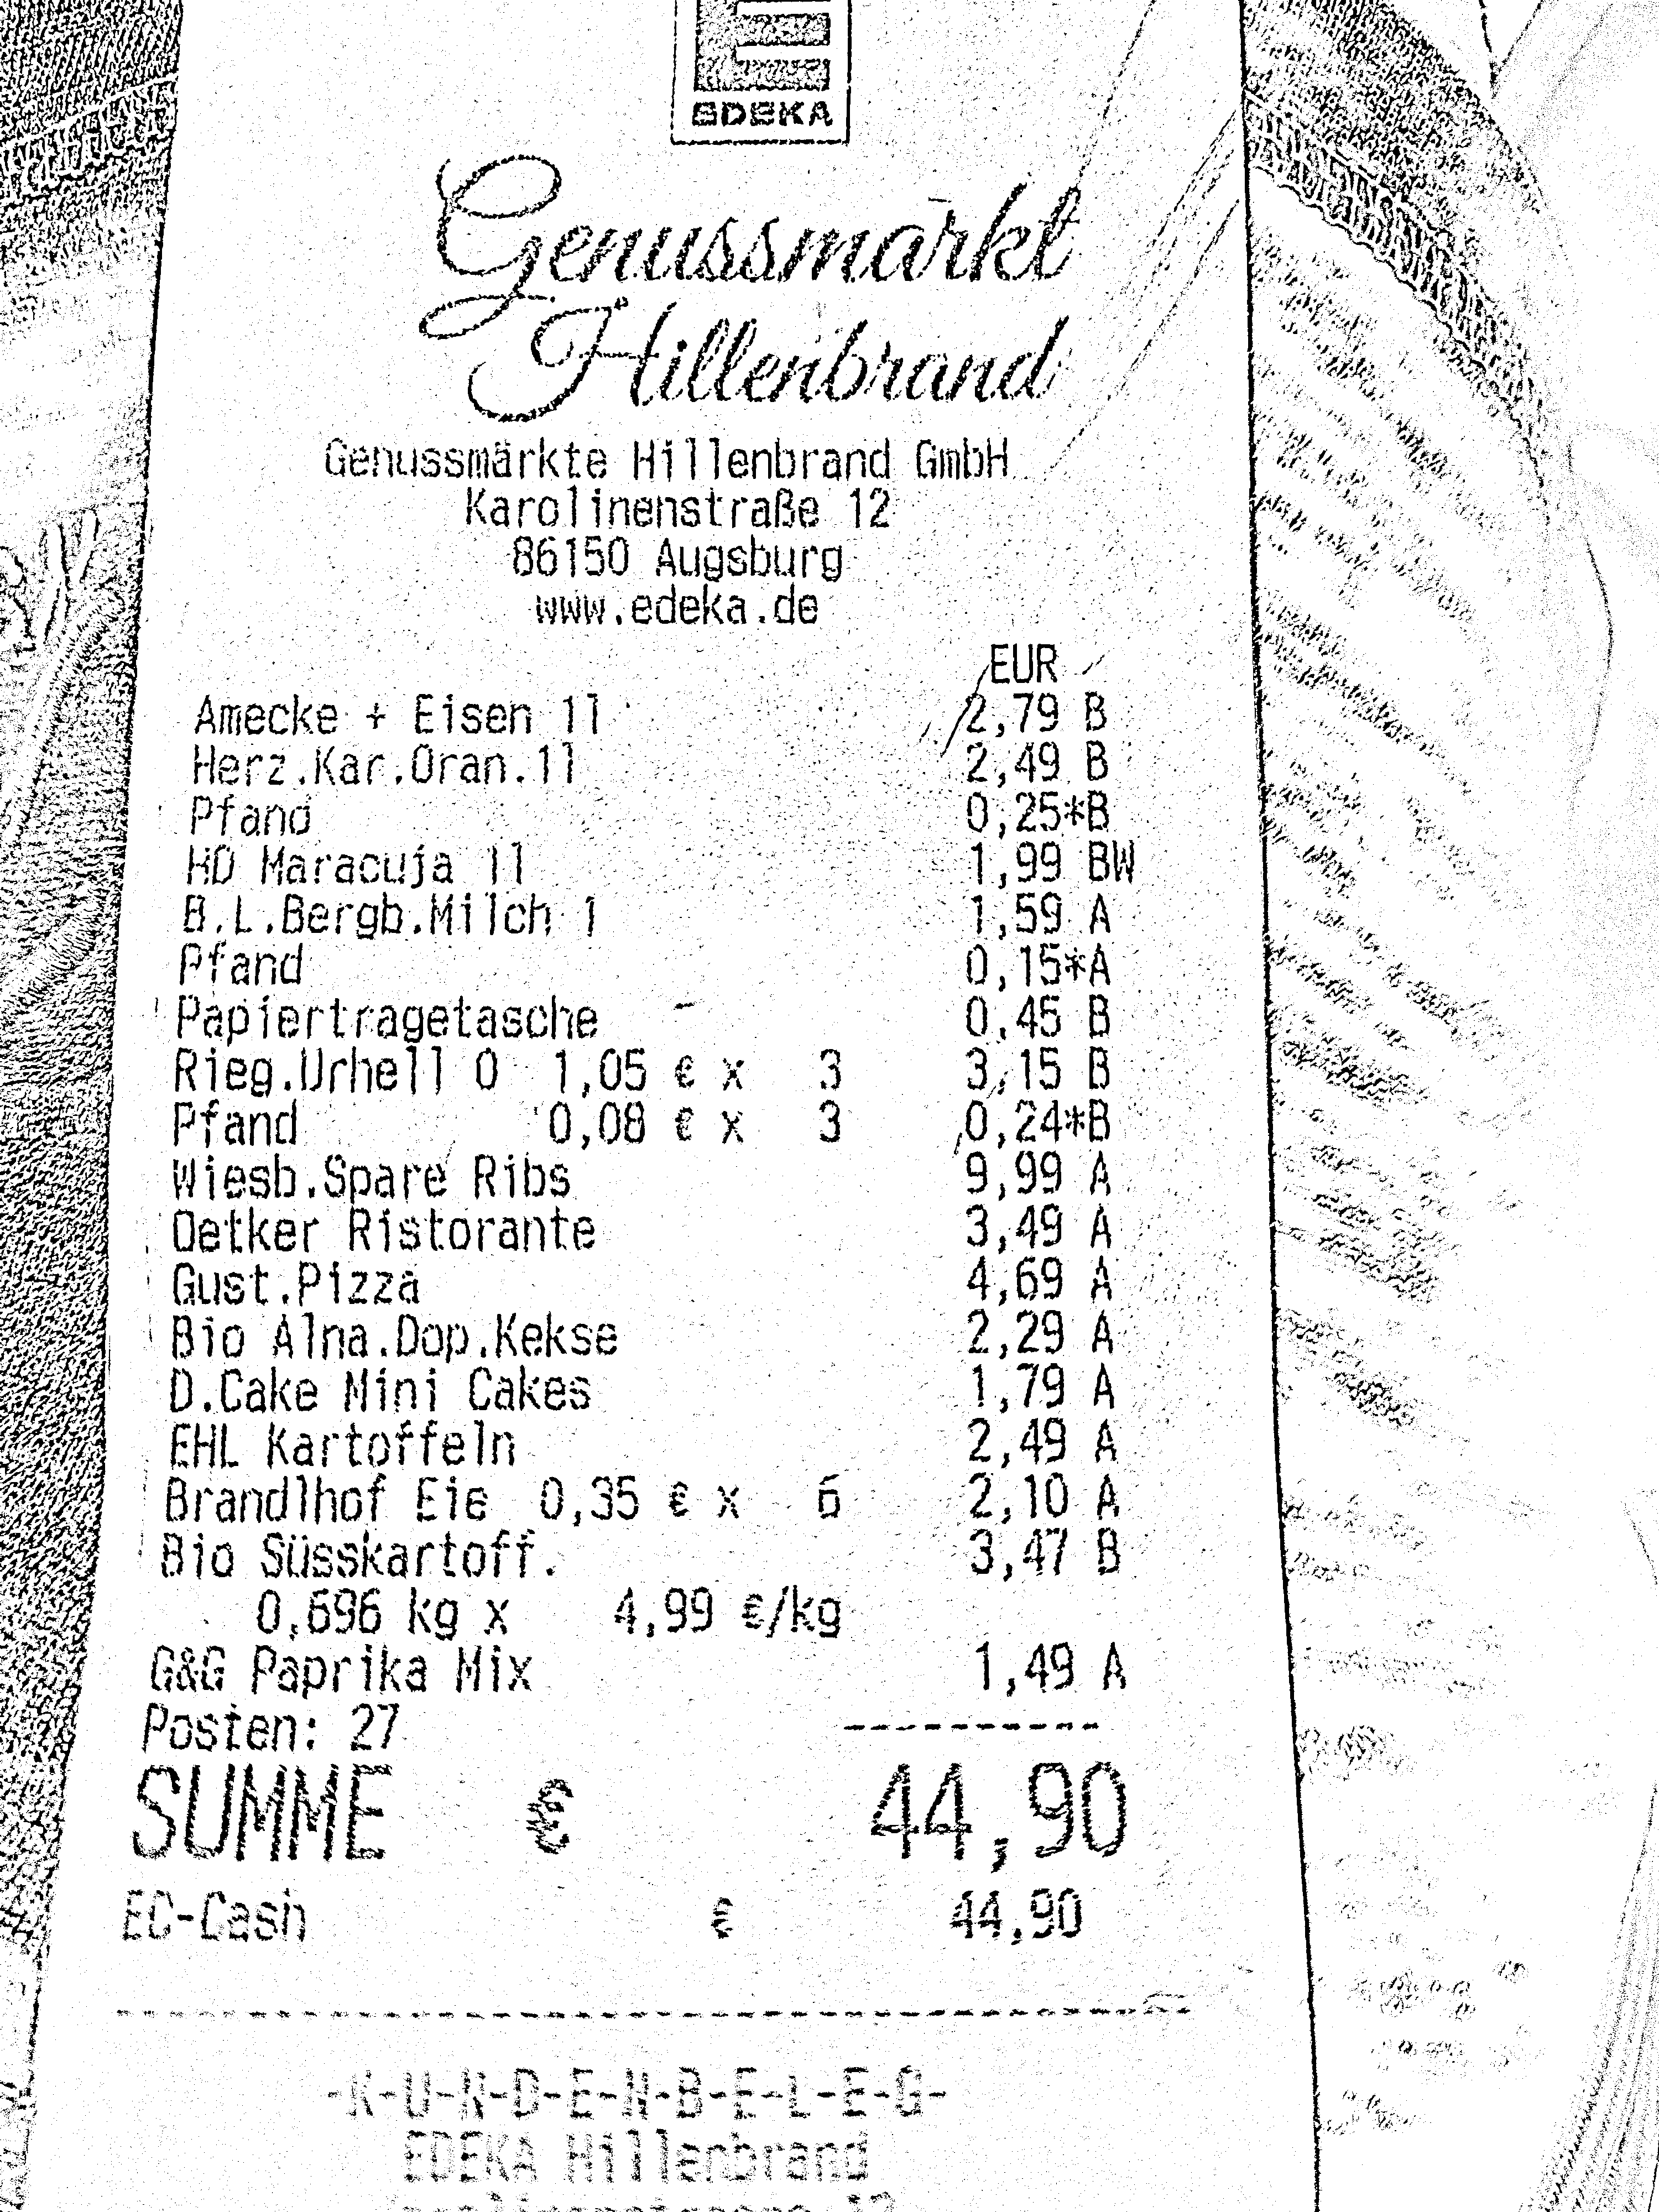 EDEKA
Genussmarkt
Hillenbrand
Genussmärkte Hillenbrand GmbH
Karolinenstraße 12
86150 Augsburg
www.edeka.de
EUR
Amecke + Eisen 1l 2,79 B
Herz.Kar.Oran.1l 2,49 B
Pfand 0,25*B
HD Maracuja 1l 1,99 BW
B.L.Bergb.Milch 1 1,59 A
Pfand 0,15*A
Papiertragetasche 0,45 B
Rieg.Urhell 0 1,05 € x 3 3,15 B
Pfand 0,08 € x 3 0,24*B
Wiesb.Spare Ribs 9,99 A
Oetker Ristorante 3,49 A
Gust.Pizza 4,69 A
Bio Alna.Dop.Kekse 2,29 A
D.Cake Mini Cakes 1,79 A
EHL Kartoffeln 2,49 A
Brandlhof Eie 0,35 € x 6 2,10 A
Bio Süsskartoff. 3,47 B
0,696 kg x 4,99 €/kg
G&G Paprika Mix 1,49 A
Posten: 27
SUMME € 44,90
EC-Cash € 44,90
-K-U-N-D-E-N-B-E-L-E-G-
EDEKA Hillenbrand